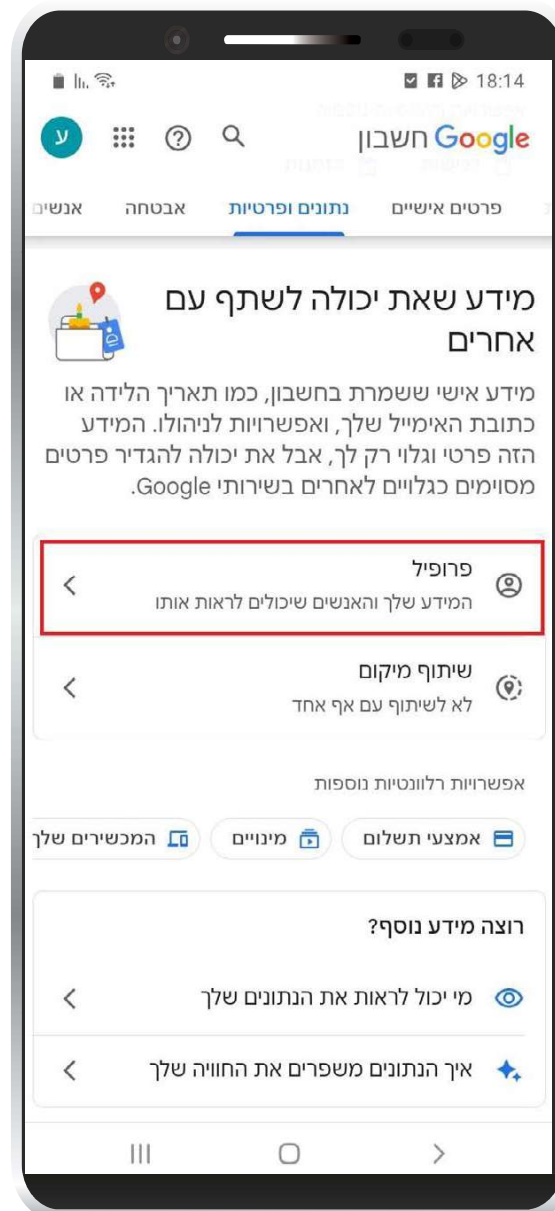 18:14
חשבון Google
ע
פרטים אישיים
נתונים ופרטיות
אבטחה
אנשים
מידע שאת יכולה לשתף עם
אחרים
מידע אישי ששמרת בחשבון, כמו תאריך הלידה או
כתובת האימייל שלך, ואפשרויות לניהולו. המידע
הזה פרטי וגלוי רק לך, אבל את יכולה להגדיר פרטים
מסוימים כגלויים לאחרים בשירותי Google.
פרופיל
המידע שלך והאנשים שיכולים לראות אותו
שיתוף מיקום
לא לשיתוף עם אף אחד
אפשרויות רלוונטיות נוספות
אמצעי תשלום
מינויים
המכשירים שלך
רוצה מידע נוסף?
מי יכול לראות את הנתונים שלך
איך הנתונים משפרים את החוויה שלך